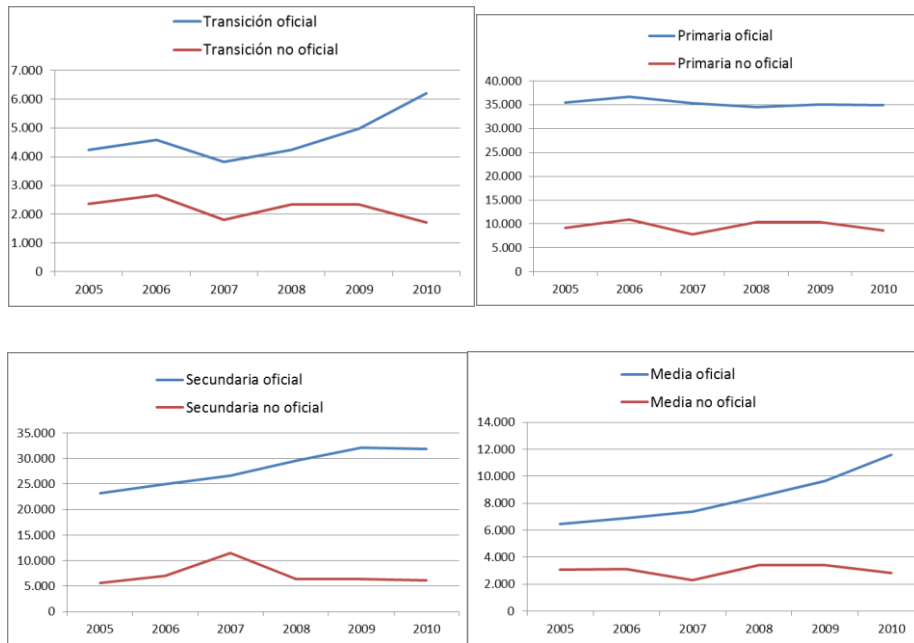 Transición oficial
Transición no oficial
7.000
6.000
5.000
4.000
3.000
2.000
1.000
0
2005 2006 2007 2008 2009 2010
Primaria oficial
Primaria no oficial
40.000
35.000
30.000
25.000
20.000
15.000
10.000
5.000
0
2005 2006 2007 2008 2009 2010
Secundaria oficial
Secundaria no oficial
35.000
30.000
25.000
20.000
15.000
10.000
5.000
0
2005 2006 2007 2008 2009 2010
Media oficial
Media no oficial
14.000
12.000
10.000
8.000
6.000
4.000
2.000
0
2005 2006 2007 2008 2009 2010